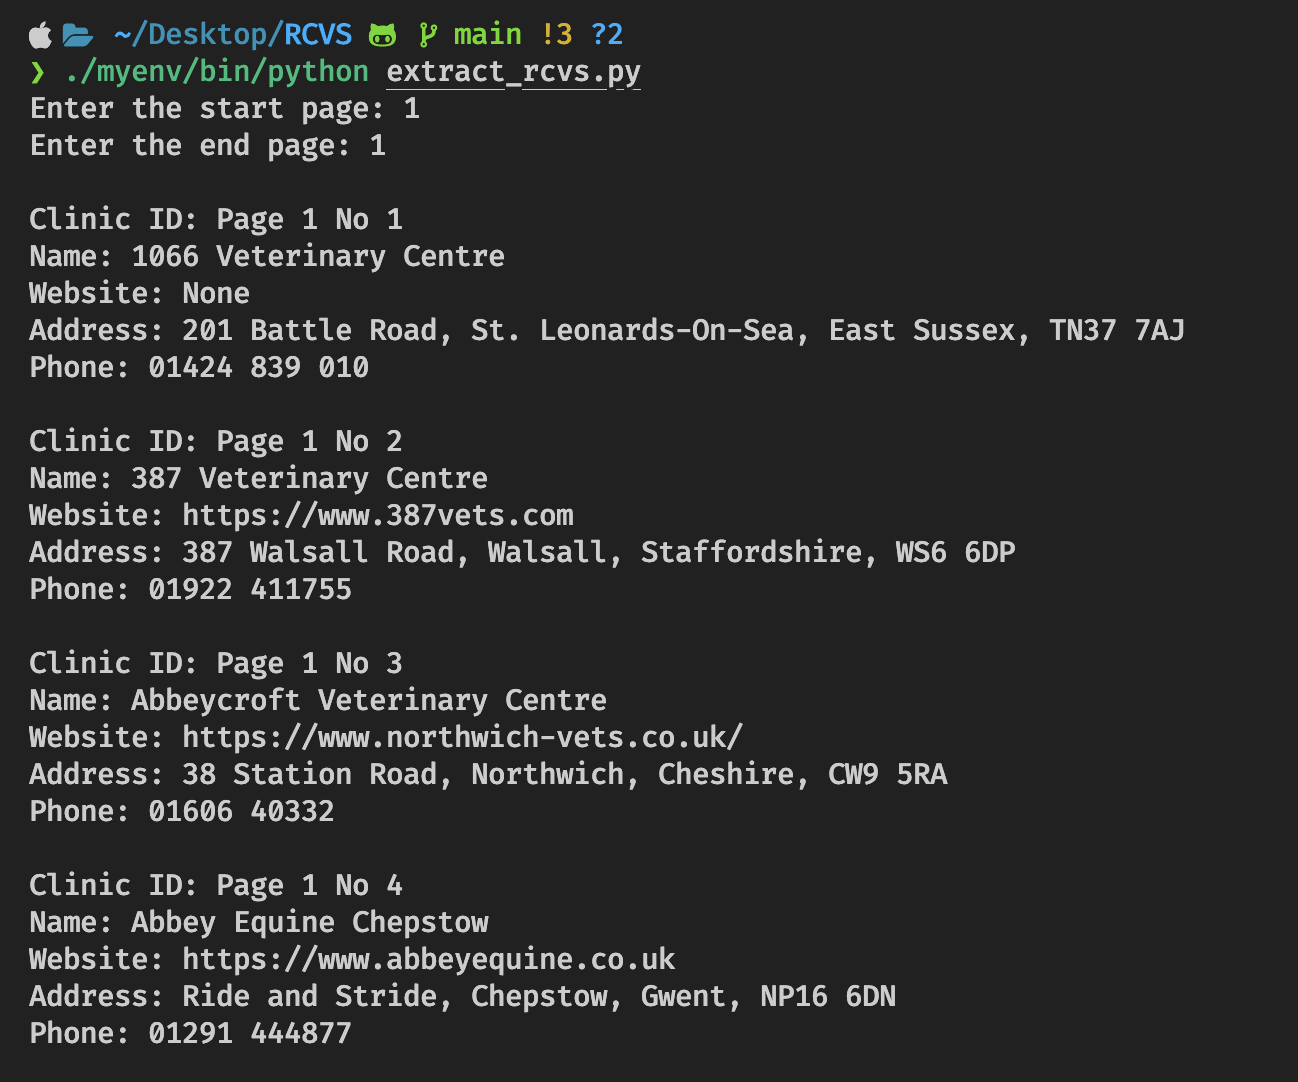 ~/Desktop/RCVS main !3 ?2
❯ ./myenv/bin/python extract_rcvs.py
Enter the start page: 1
Enter the end page: 1
Clinic ID: Page 1 No 1
Name: 1066 Veterinary Centre
Website: None
Address: 201 Battle Road, St. Leonards-On-Sea, East Sussex, TN37 7AJ
Phone: 01424 839 010
Clinic ID: Page 1 No 2
Name: 387 Veterinary Centre
Website: https://www.387vets.com
Address: 387 Walsall Road, Walsall, Staffordshire, WS6 6DP
Phone: 01922 411755
Clinic ID: Page 1 No 3
Name: Abbeycroft Veterinary Centre
Website: https://www.northwich-vets.co.uk/
Address: 38 Station Road, Northwich, Cheshire, CW9 5RA
Phone: 01606 40332
Clinic ID: Page 1 No 4
Name: Abbey Equine Chepstow
Website: https://www.abbeyequine.co.uk
Address: Ride and Stride, Chepstow, Gwent, NP16 6DN
Phone: 01291 444877